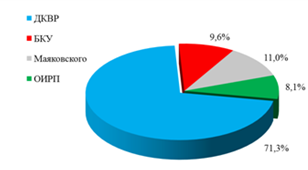 ДКВР
БКУ
Маяковского
ОИРП
9,6%
11,0%
8,1%
71,3%